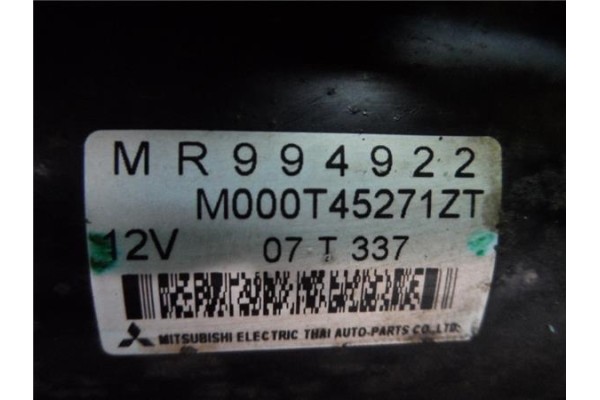 MR994922
M000T45271ZT
12V 07 T 337
MITSUBISHI ELECTRIC THAI AUTO-PARTS CO.,LTD.